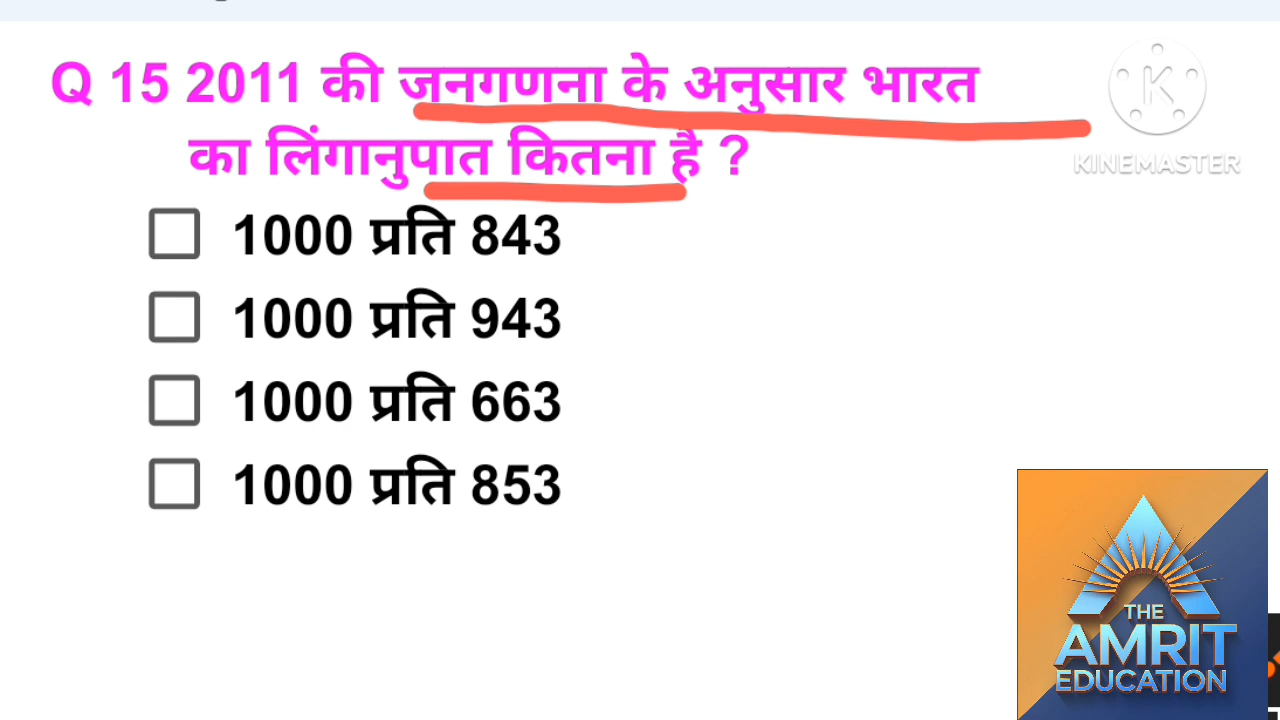 Q 15 2011 की जनगणना के अनुसार भारत
का लिंगानुपात कितना है ?
1000 प्रति 843
1000 प्रति 943
1000 प्रति 663
1000 प्रति 853
K
KINEMASTER
THE
AMRIT
EDUCATION